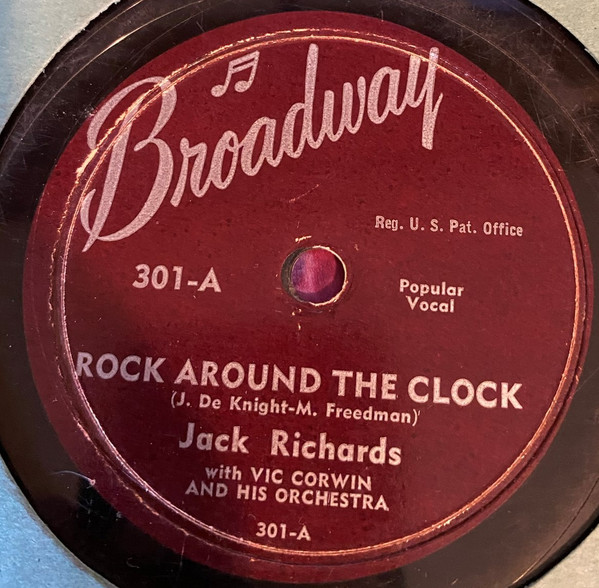 Broadway
Reg. U. S. Pat. Office
301-A
Popular
Vocal
ROCK AROUND THE CLOCK
(J. De Knight-M. Freedman)
Jack Richards
with VIC CORWIN
AND HIS ORCHESTRA
301-A